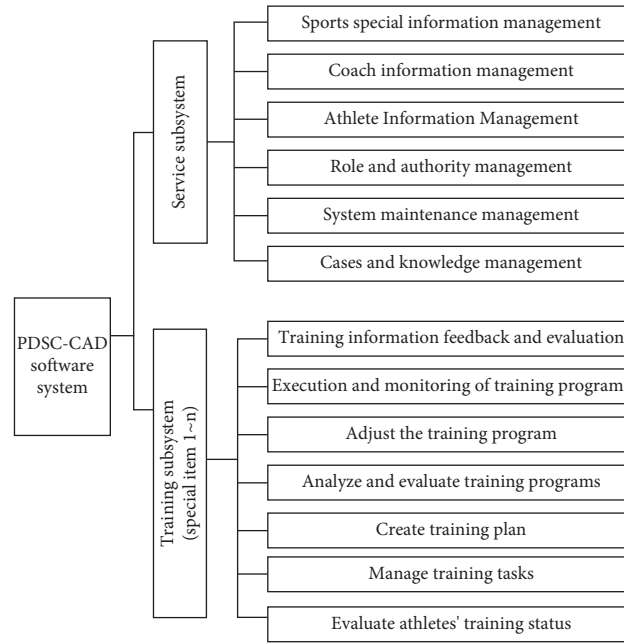 Sports special information management
Coach information management
Athlete Information Management
Role and authority management
System maintenance management
Cases and knowledge management
Service subsystem
PDSC-CAD
software
system
Training subsystem
(special item 1~n)
Training information feedback and evaluation
Execution and monitoring of training program
Adjust the training program
Analyze and evaluate training programs
Create training plan
Manage training tasks
Evaluate athletes' training status